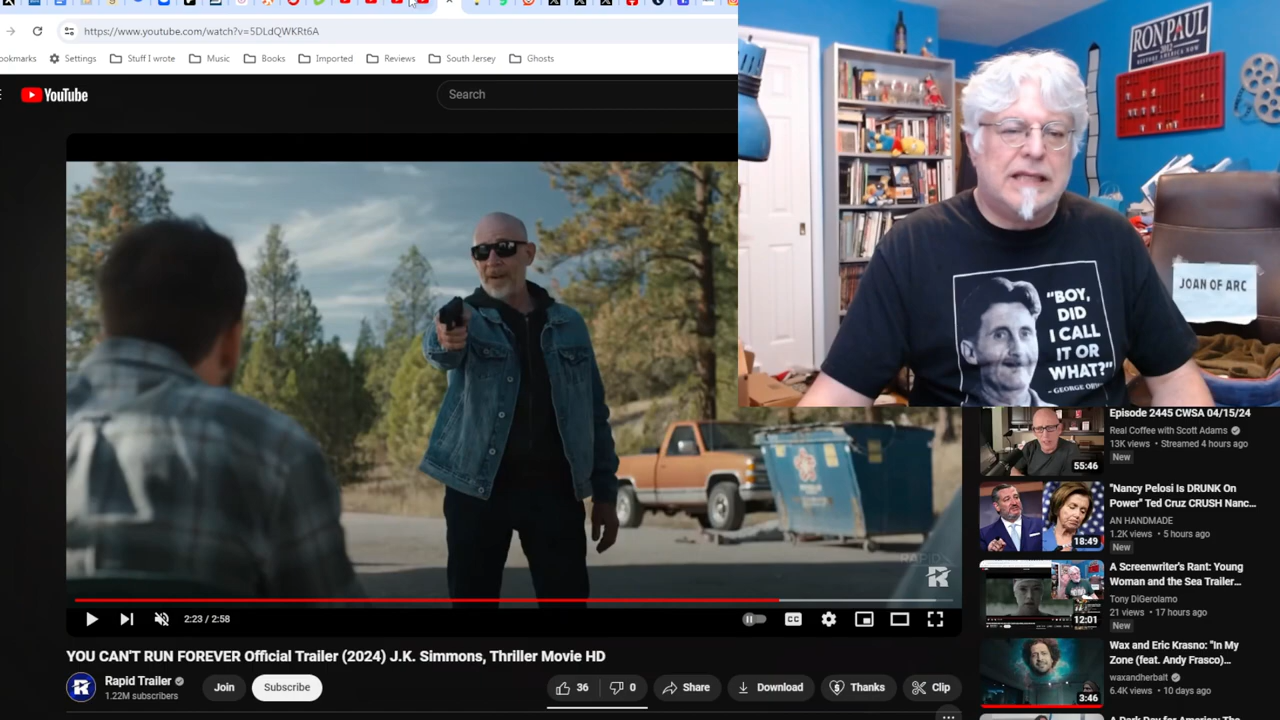 https://www.youtube.com/watch?v=5DLdQWKRt6A
ookmarks Settings Stuff I wrote Music Books Imported Reviews South Jersey Ghosts
YouTube
Search
RON PAUL
2012
"BOY,
DID
I CALL
IT OR
WHAT?"
JOAN OF ARC
RAPID
2:23 / 2:58
CC
YOU CAN'T RUN FOREVER Official Trailer (2024) J.K. Simmons, Thriller Movie HD
Rapid Trailer
1.22M subscribers
Join
Subscribe
36
0
Share
Download
Thanks
Clip
Episode 2445 CWSA 04/15/24
Real Coffee with Scott Adams
13K views • Streamed 4 hours ago
New
55:46
"Nancy Pelosi Is DRUNK On
Power" Ted Cruz CRUSH Nanc...
AN HANDMADE
1.2K views • 5 hours ago
New
18:49
A Screenwriter's Rant: Young
Woman and the Sea Trailer...
Tony DiGerolamo
21 views • 17 hours ago
New
12:01
Wax and Eric Krasno: "In My
Zone (feat. Andy Frasco)...
waxandherbalt
6.4K views • 10 days ago
3:46